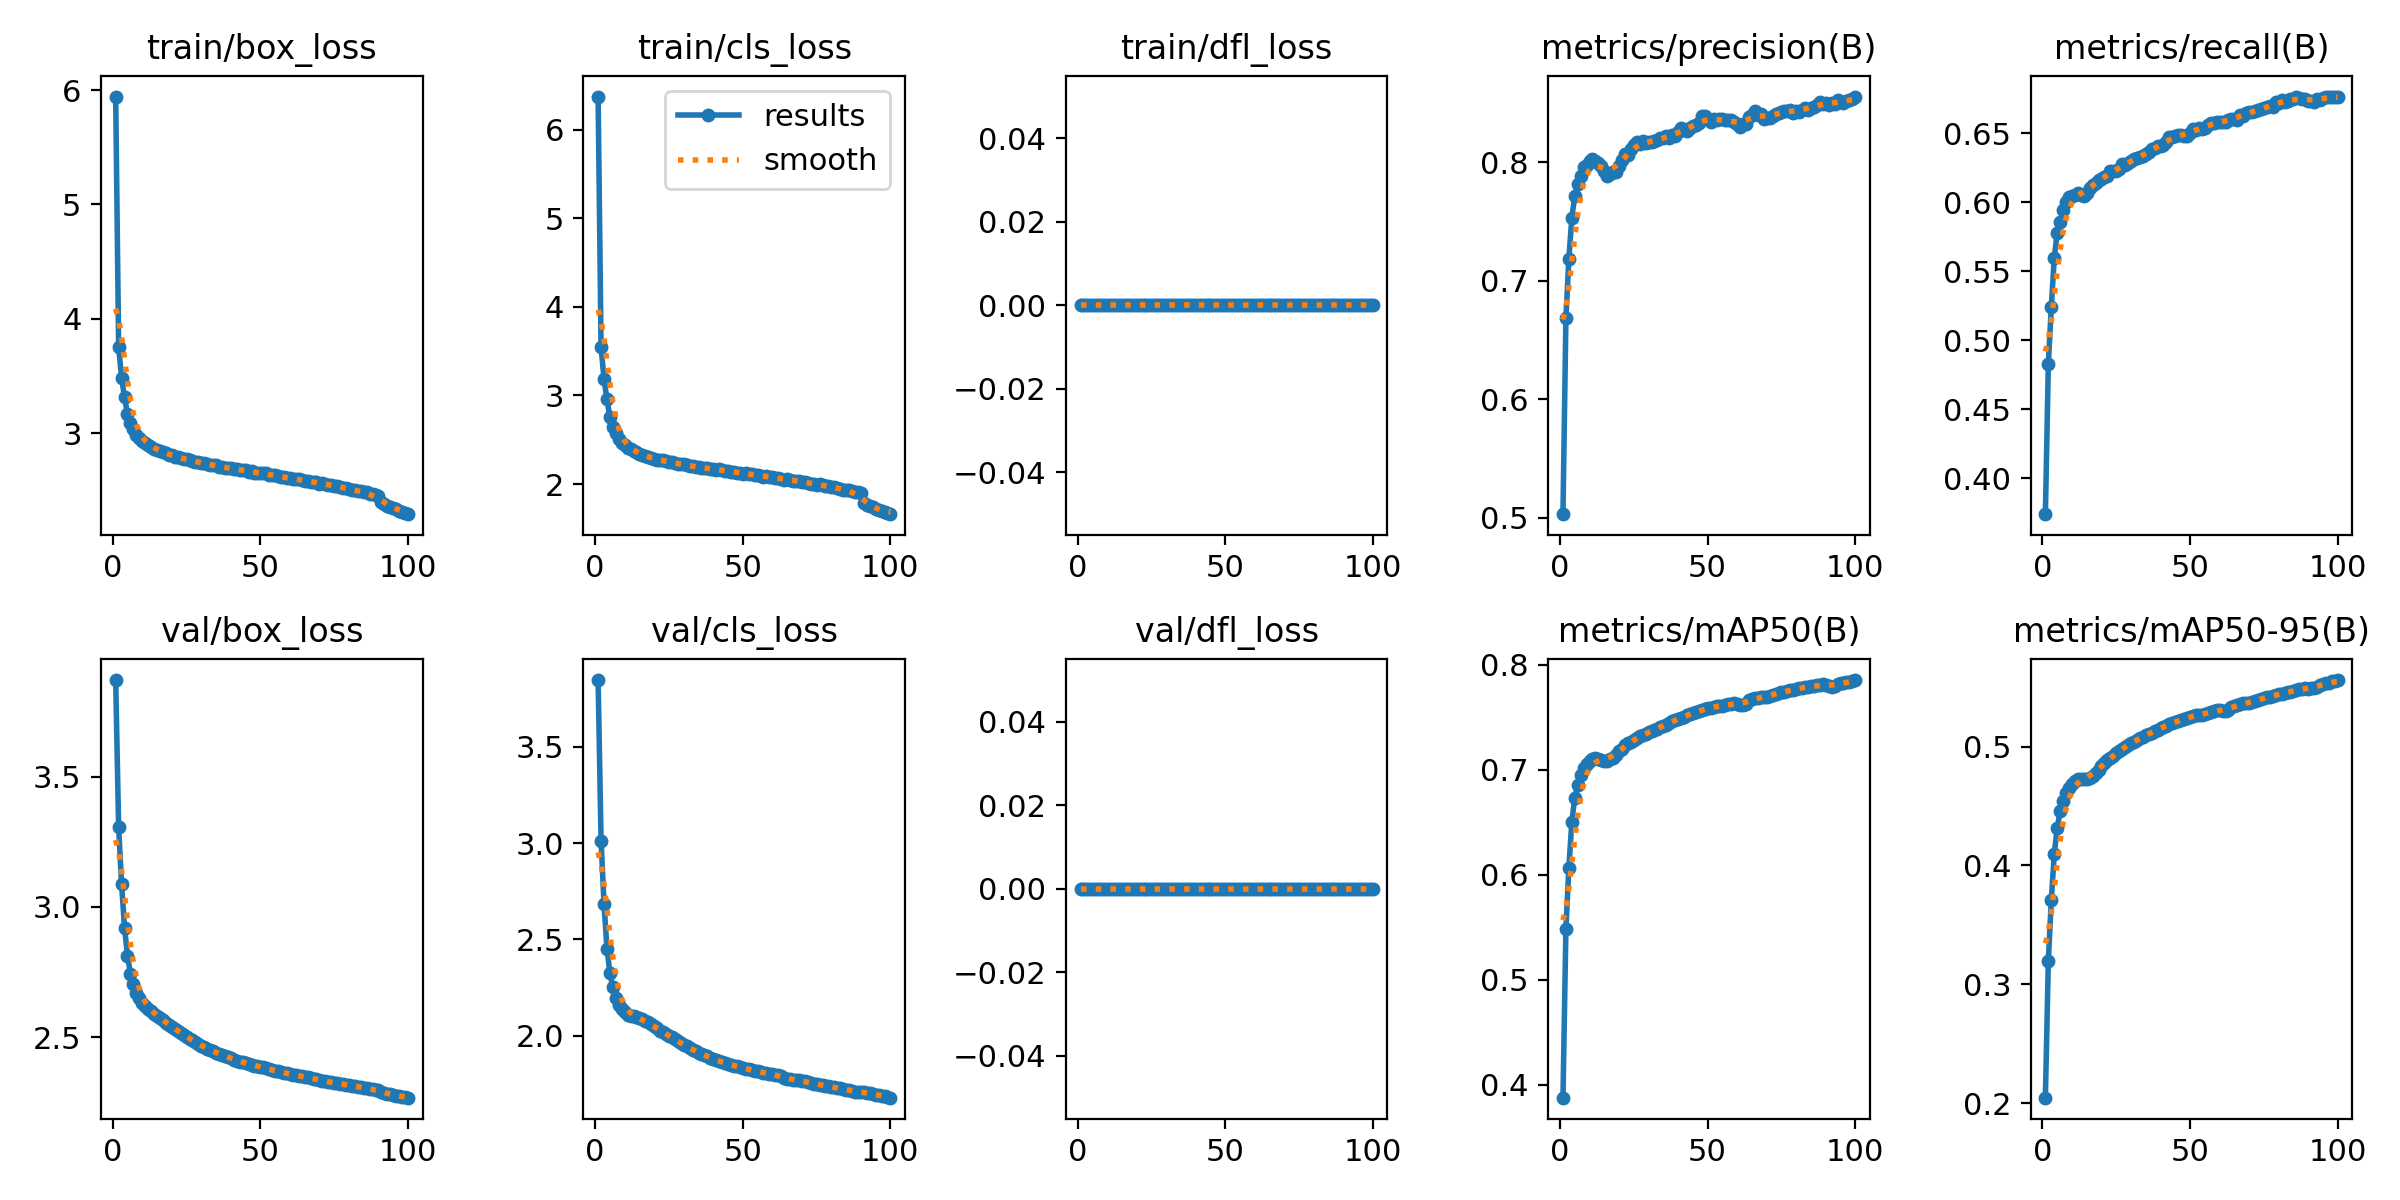 train/box_loss
6
5
4
3
0 50 100
train/cls_loss
results
smooth
6
5
4
3
2
0 50 100
train/dfl_loss
0.04
0.02
0.00
−0.02
−0.04
0 50 100
metrics/precision(B)
0.8
0.7
0.6
0.5
0 50 100
metrics/recall(B)
0.65
0.60
0.55
0.50
0.45
0.40
0 50 100
val/box_loss
3.5
3.0
2.5
0 50 100
val/cls_loss
3.5
3.0
2.5
2.0
0 50 100
val/dfl_loss
0.04
0.02
0.00
−0.02
−0.04
0 50 100
metrics/mAP50(B)
0.8
0.7
0.6
0.5
0.4
0 50 100
metrics/mAP50-95(B)
0.5
0.4
0.3
0.2
0 50 100